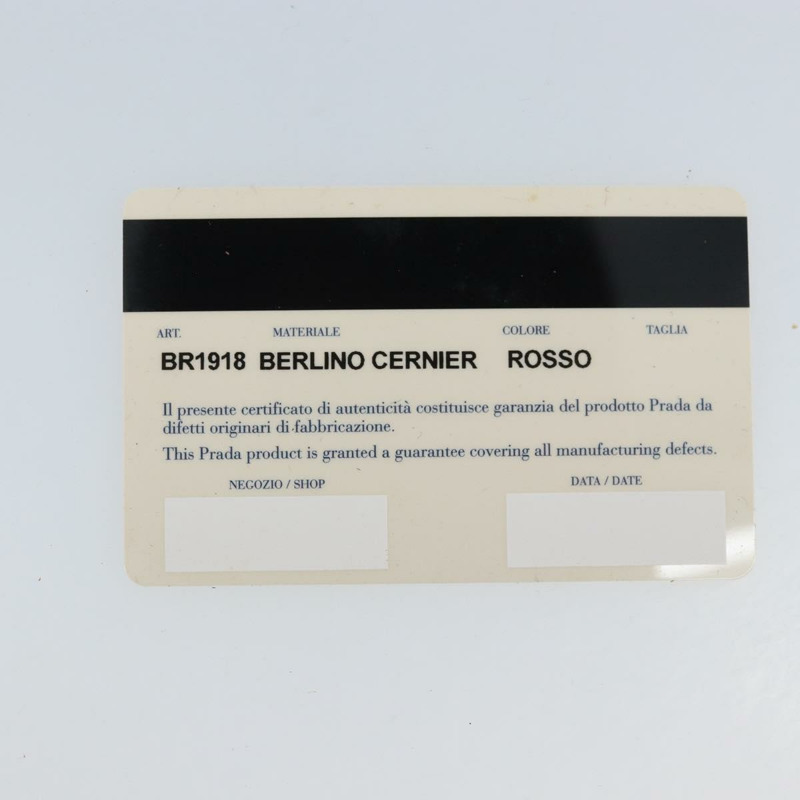 ART. MATERIALE COLORE TAGLIA
BR1918 BERLINO CERNIER ROSSO
Il presente certificato di autenticità costituisce garanzia del prodotto Prada da
difetti originari di fabbricazione.
This Prada product is granted a guarantee covering all manufacturing defects.
NEGOZIO / SHOP DATA / DATE